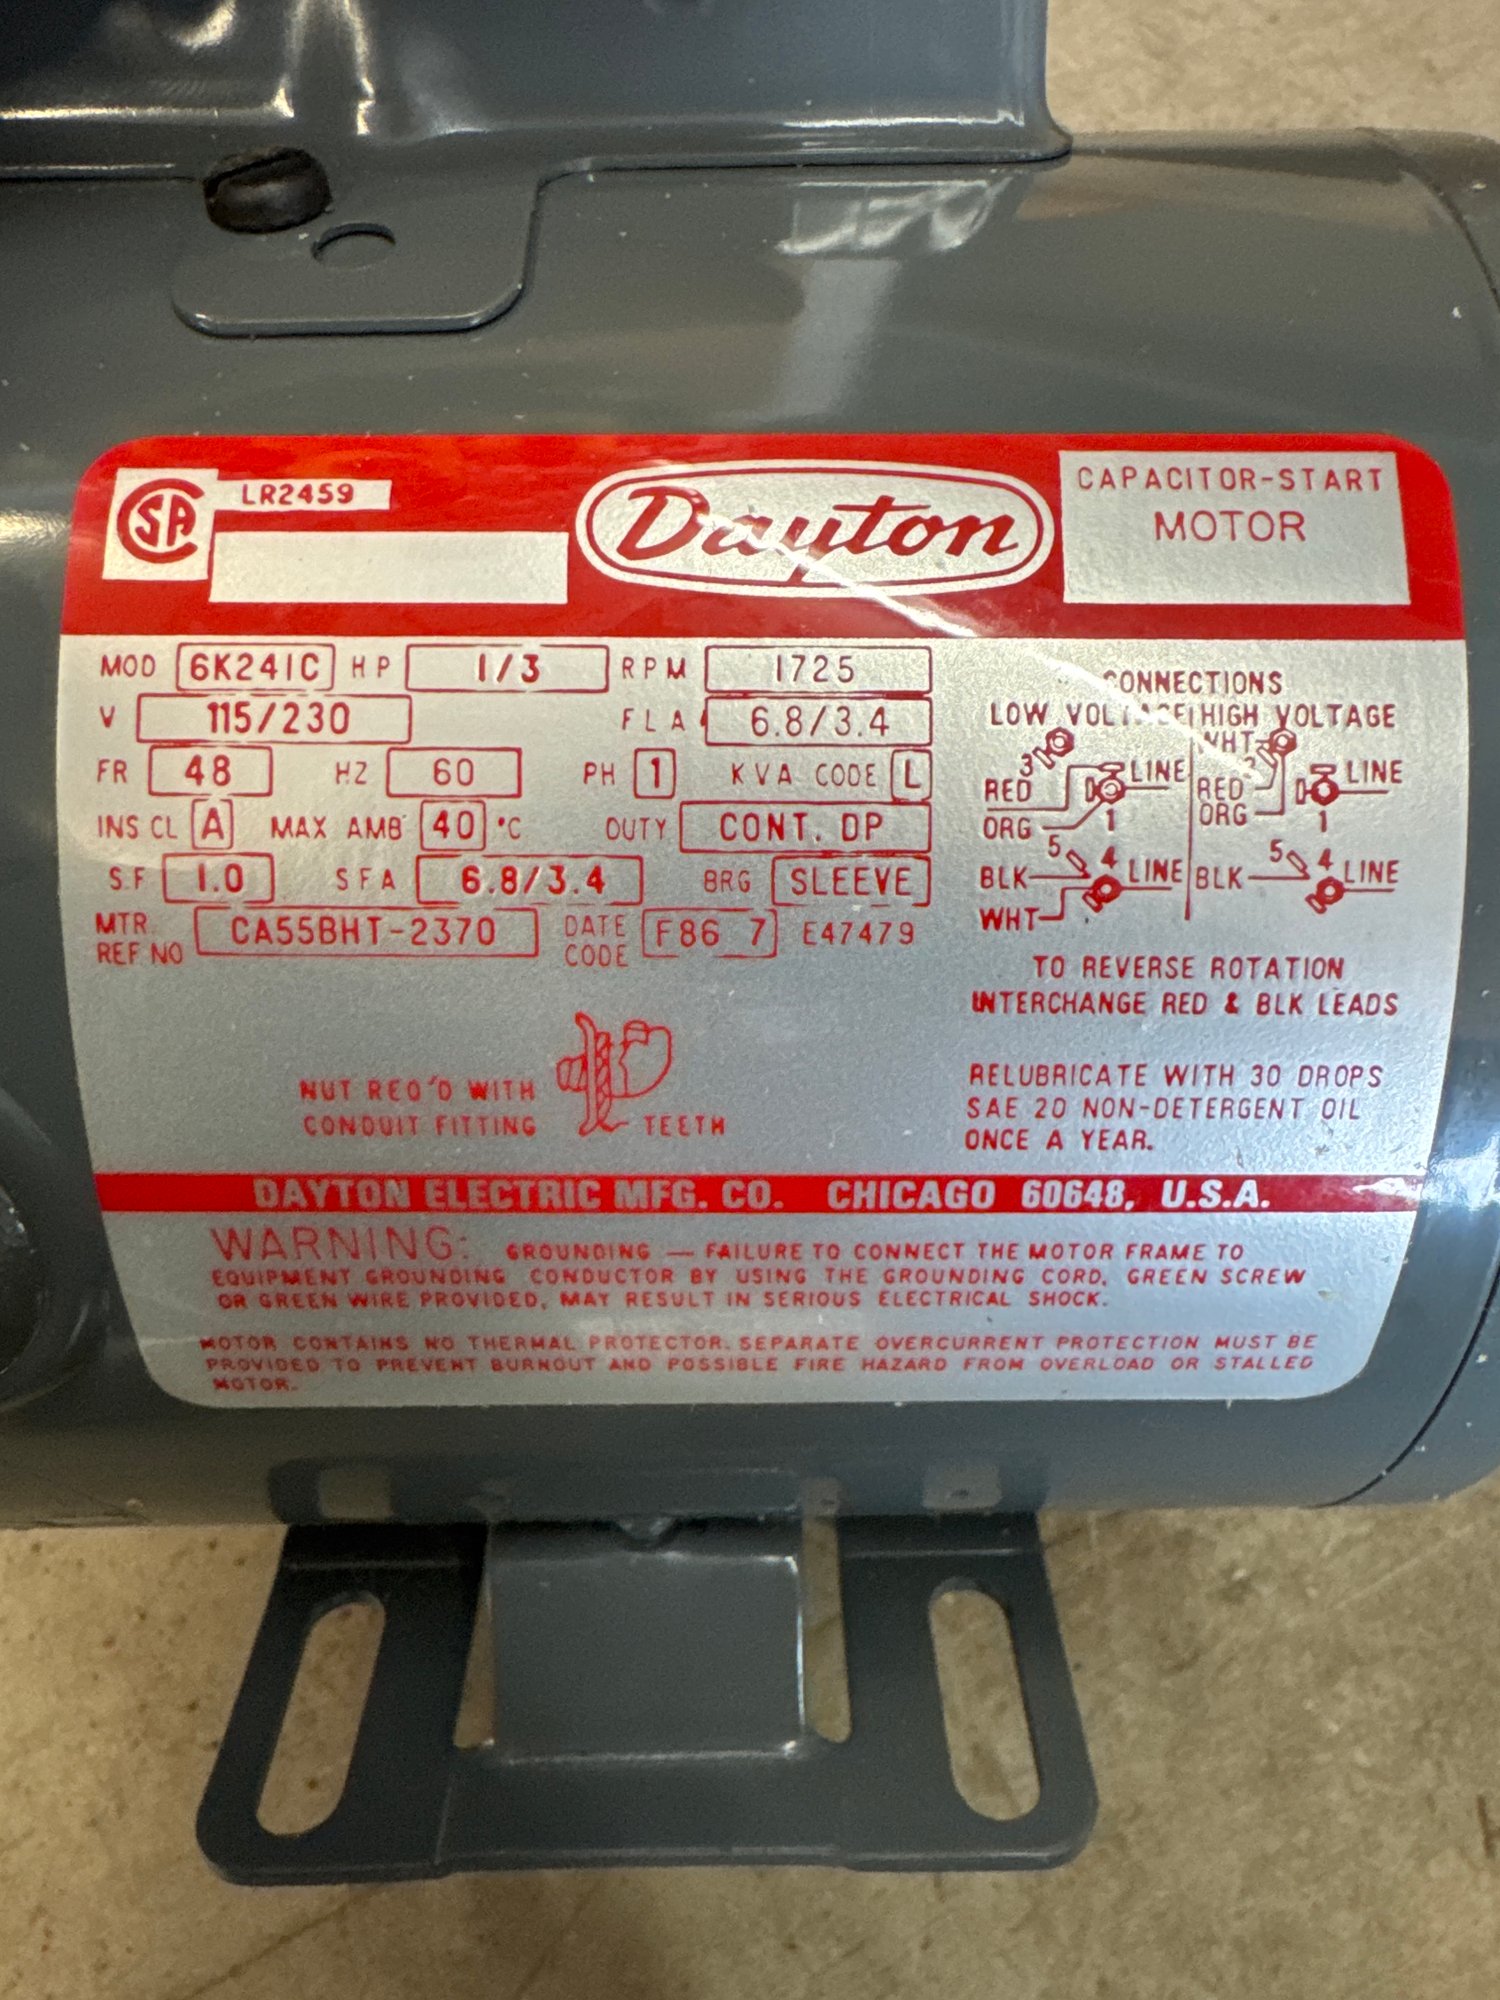 SA
LR2459
Dayton
CAPACITOR-START
MOTOR
MOD 6K241C HP 1/3 RPM 1725
V 115/230 FLA 6.8/3.4
FR 48 HZ 60 PH 1 KVA CODE L
INS CL A MAX AMB 40 °C DUTY CONT. DP
S.F 1.0 SFA 6.8/3.4 BRG SLEEVE
MTR. REF NO CA55BHT-2370 DATE CODE F86 7 E47479
CONNECTIONS
LOW VOLTAGE HIGH VOLTAGE
WHT
3 LINE LINE
RED RED
ORG 1 ORG 1
5 4 5 4
BLK LINE BLK LINE
WHT
TO REVERSE ROTATION
INTERCHANGE RED & BLK LEADS
NUT REQ'D WITH
CONDUIT FITTING TEETH
RELUBRICATE WITH 30 DROPS
SAE 20 NON-DETERGENT OIL
ONCE A YEAR.
DAYTON ELECTRIC MFG. CO. CHICAGO 60648, U.S.A.
WARNING: GROUNDING — FAILURE TO CONNECT THE MOTOR FRAME TO
EQUIPMENT GROUNDING CONDUCTOR BY USING THE GROUNDING CORD, GREEN SCREW
OR GREEN WIRE PROVIDED, MAY RESULT IN SERIOUS ELECTRICAL SHOCK.
MOTOR CONTAINS NO THERMAL PROTECTOR. SEPARATE OVERCURRENT PROTECTION MUST BE
PROVIDED TO PREVENT BURNOUT AND POSSIBLE FIRE HAZARD FROM OVERLOAD OR STALLED
MOTOR.